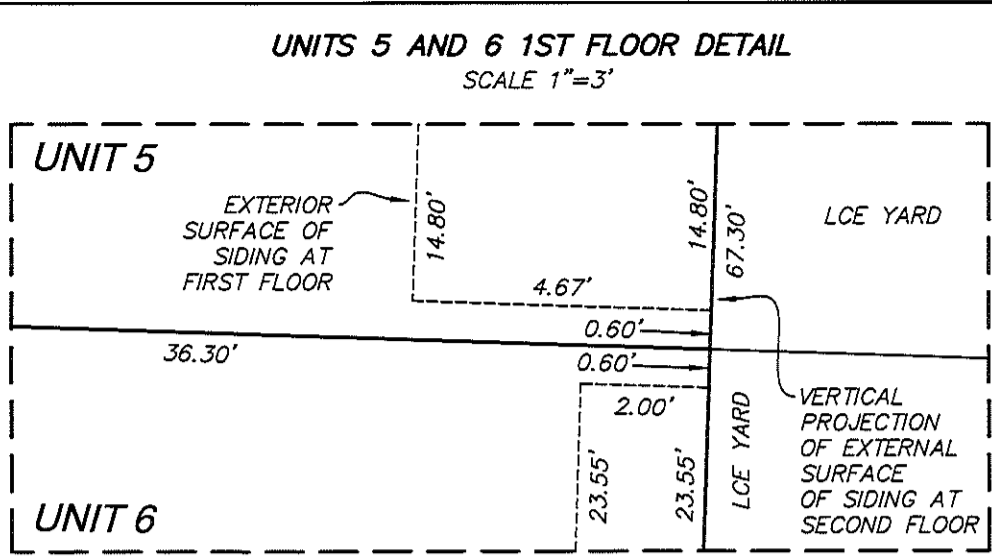 UNITS 5 AND 6 1ST FLOOR DETAIL
SCALE 1"=3'
UNIT 5
EXTERIOR
SURFACE OF
SIDING AT
FIRST FLOOR
14.80'
14.80'
67.30'
LCE YARD
4.67'
0.60'
36.30'
0.60'
2.00'
23.55'
23.55'
LCE YARD
VERTICAL
PROJECTION
OF EXTERNAL
SURFACE
OF SIDING AT
SECOND FLOOR
UNIT 6